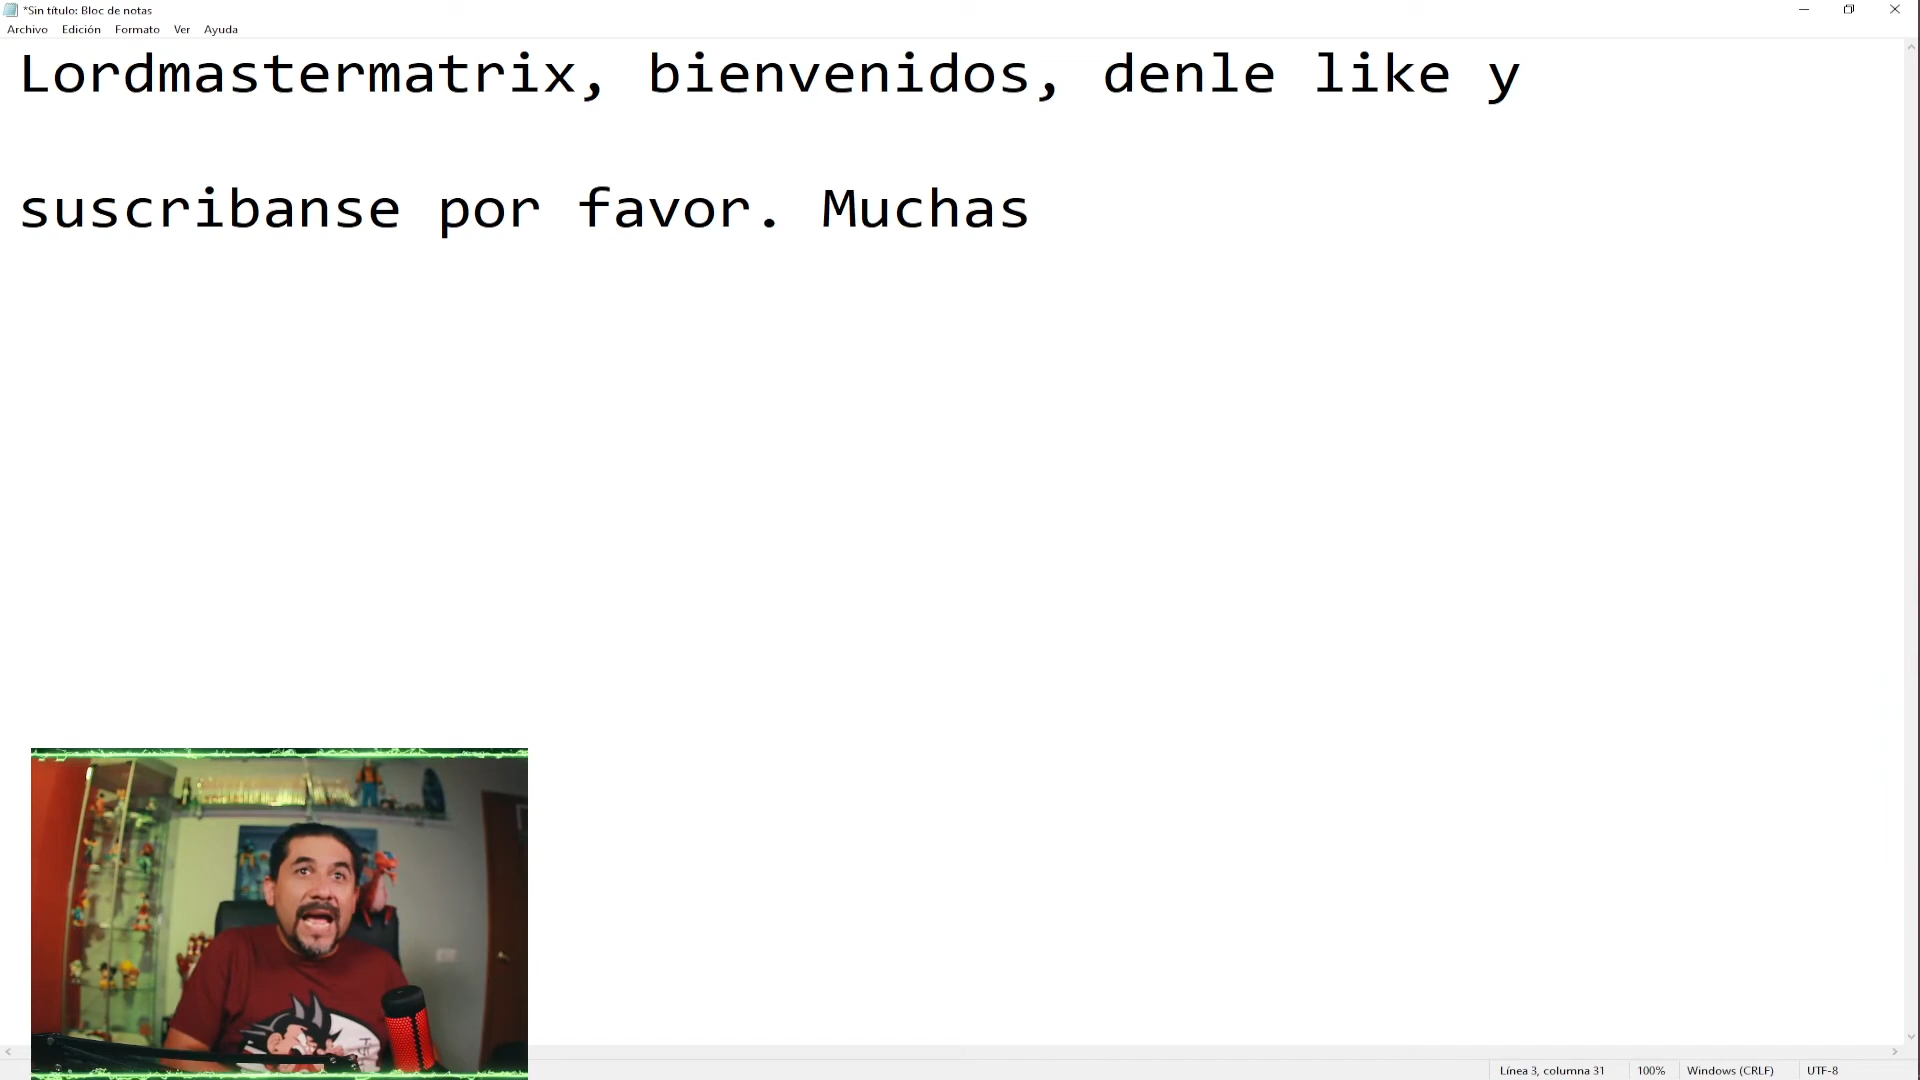 *Sin título: Bloc de notas
Archivo Edición Formato Ver Ayuda
Lordmastermatrix, bienvenidos, denle like y
suscribanse por favor. Muchas
Línea 3, columna 31 100% Windows (CRLF) UTF-8